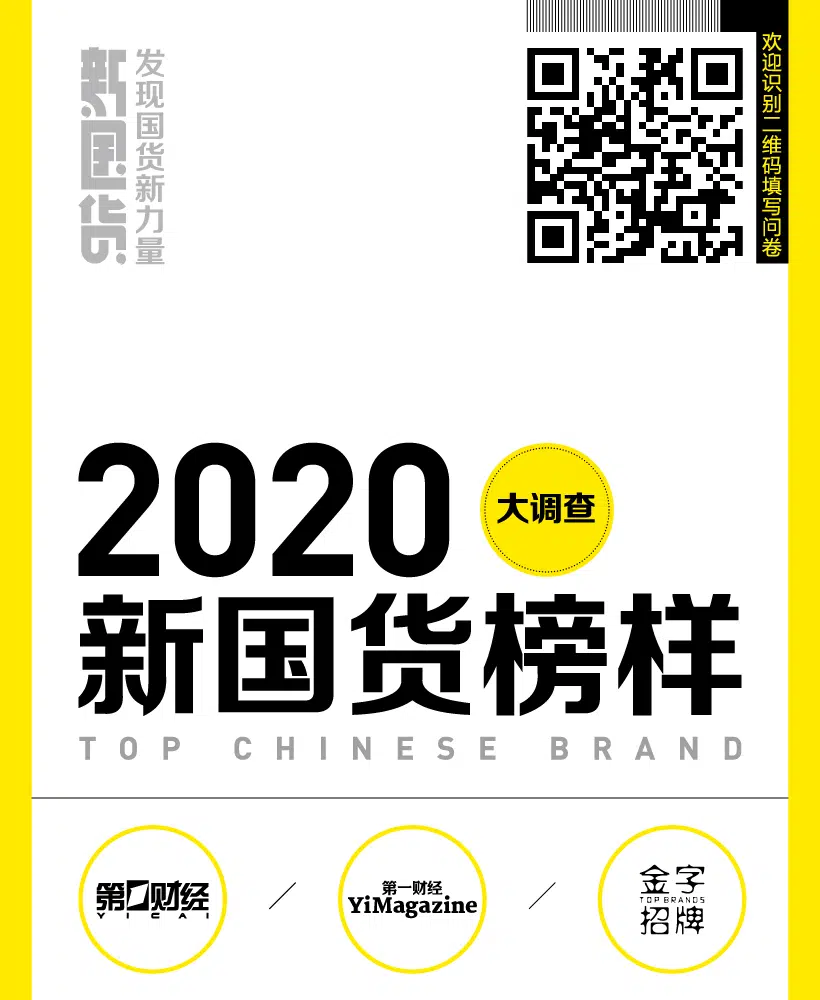 发现国货新力量
新国货
欢迎识别二维码填写问卷
2020
大调查
新国货榜样
TOP CHINESE BRAND
第一财经
YICAI
第一财经
YiMagazine
金字
TOP BRANDS
招牌